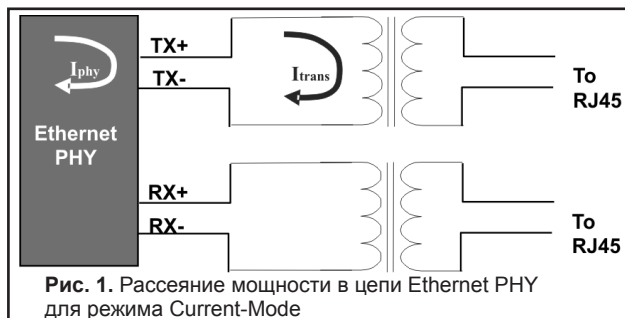 TX+
TX-
Iphy
Itrans
Ethernet
PHY
To
RJ45
RX+
RX-
To
RJ45
Рис. 1. Рассеяние мощности в цепи Ethernet PHY
для режима Current-Mode